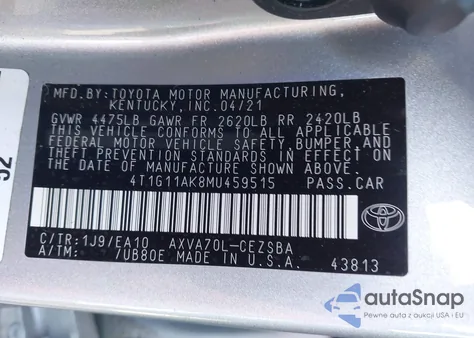 MFD.BY:TOYOTA MOTOR MANUFACTURING,
KENTUCKY, INC.04/21
GVWR 4475LB GAWR FR 2620LB RR 2420LB
THIS VEHICLE CONFORMS TO ALL APPLICABLE
FEDERAL MOTOR VEHICLE SAFETY, BUMPER, AND
THEFT PREVENTION STANDARDS IN EFFECT ON THE
DATE OF MANUFACTURE SHOWN ABOVE.
4T1G11AK8MU459515 PASS.CAR
C/TR:1J9/EA10 AXVA70L-CEZSBA
A/TM: /UB80E MADE IN U.S.A. 43813
TOYOTA
52
autoSnap
Pewne auta z aukcji USA i EU